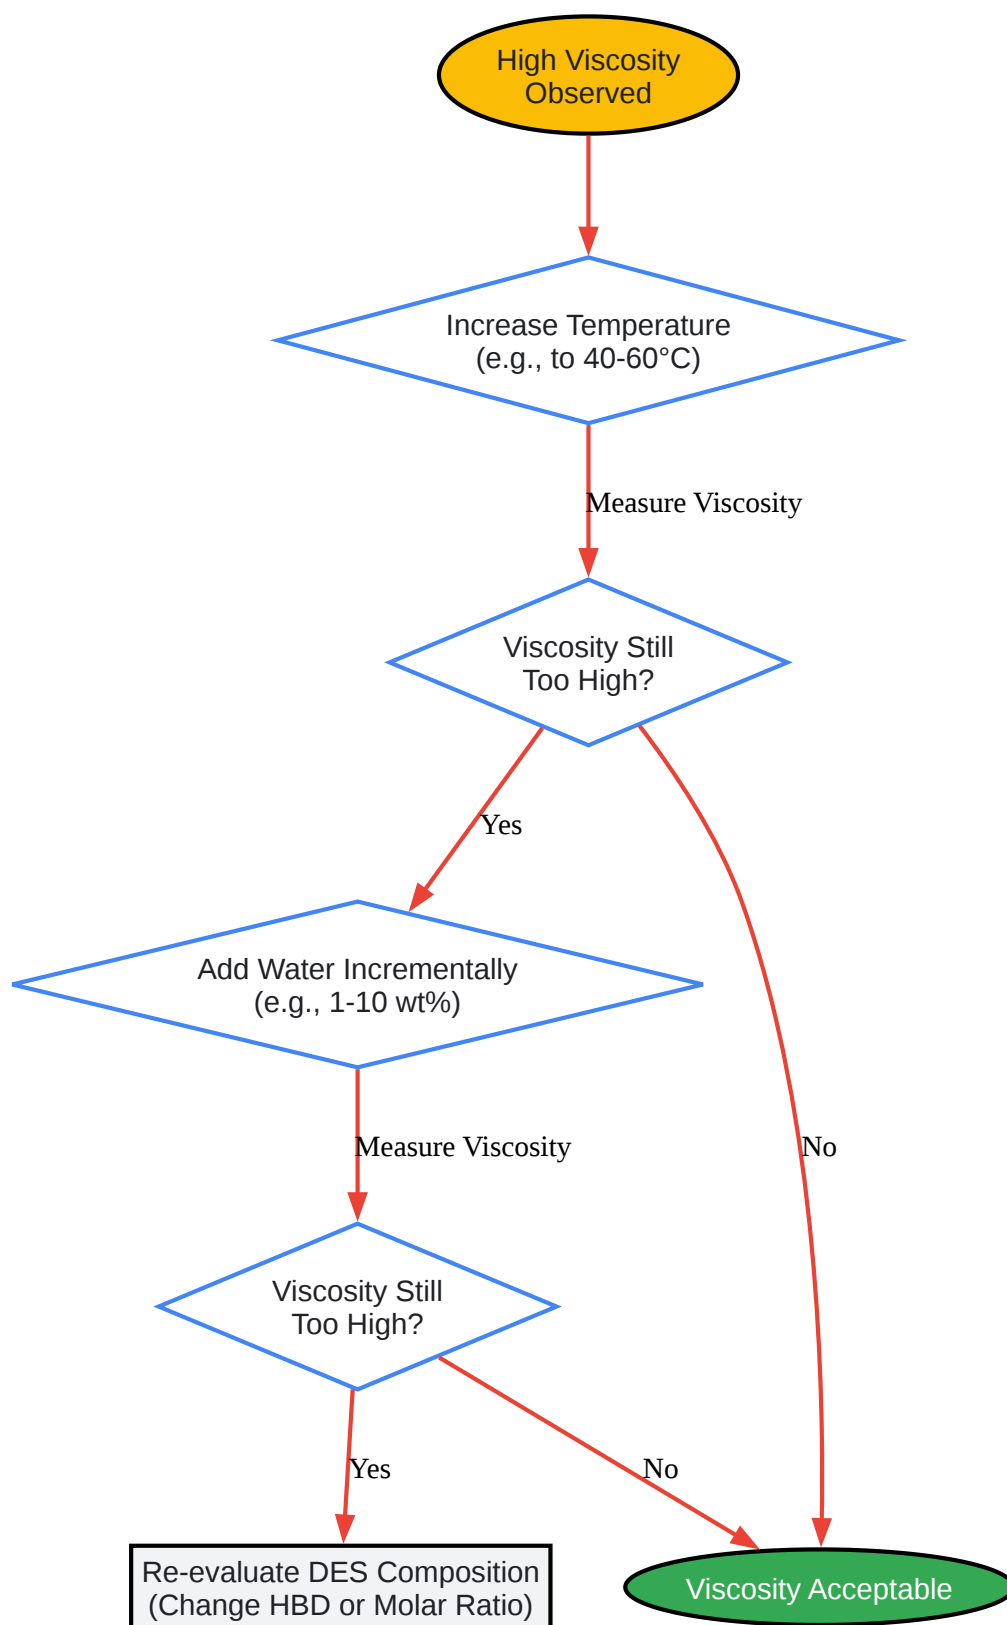 High Viscosity
Observed
Increase Temperature
(e.g., to 40-60°C)
Measure Viscosity
Viscosity Still
Too High?
Yes
Add Water Incrementally
(e.g., 1-10 wt%)
Measure Viscosity
No
Viscosity Still
Too High?
Yes
No
Re-evaluate DES Composition
(Change HBD or Molar Ratio)
Viscosity Acceptable